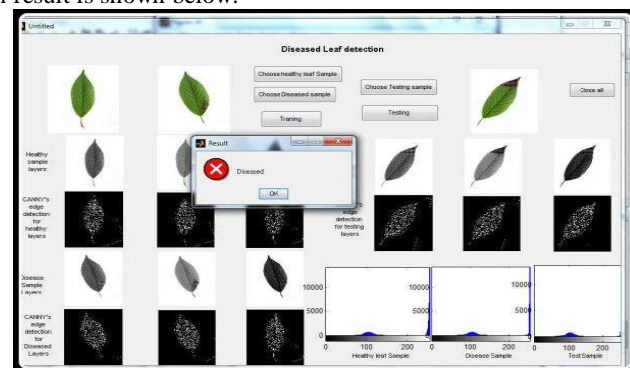 result is shown below.
Untitled
Diseased Leaf detection
Choose healthy leaf Sample
Choose Diseased sample
Traning
Choose Testing sample
Testing
Close all
Result
Diseased
OK
Healthy
sample
layers
CANNY's
edge
detection
for
healthy
layers
edge
detection
for testing
layers
Disease
Sample
Layers
CANNY's
edge
detection
for
Diseased
Layers
10000
5000
0
0 100 200
Healthy leaf Sample
10000
5000
0
0 100 200
Disease Sample
10000
5000
0
0 100 200
Test Sample